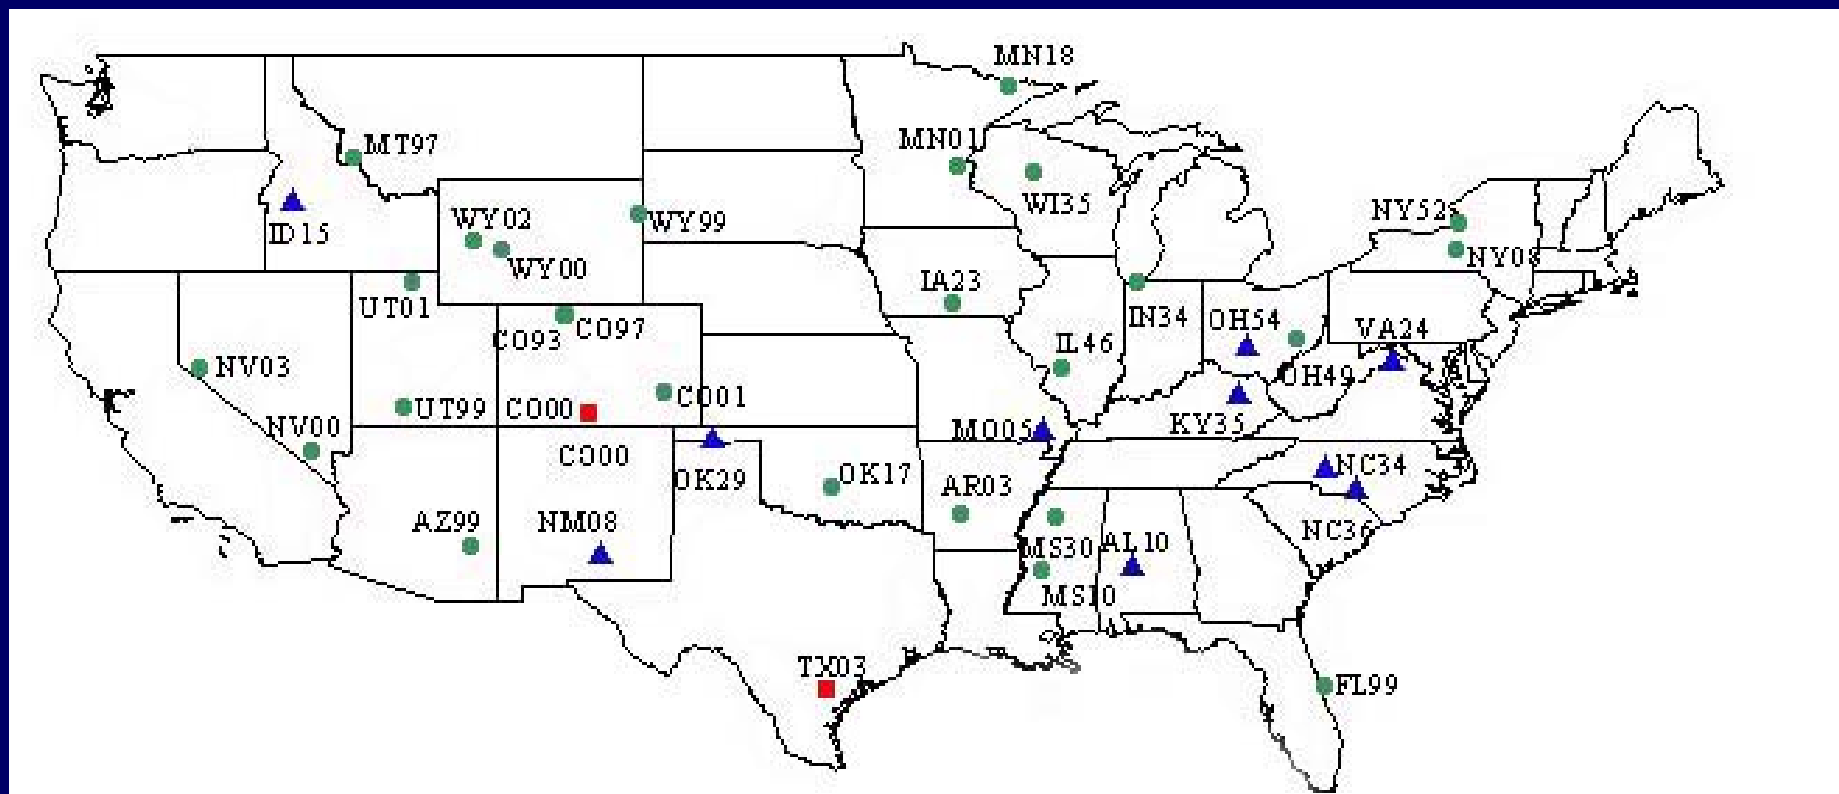 MN18
MN01
MT97
WI35
ID15
WY02
WY99
NY52
WY00
NY08
IA23
UT01
IN34
OH54
VA24
CO93
CO97
IL46
NV03
OH49
UT99
CO00
CO01
NV00
MO05
KY35
CO00
OK29
OK17
NC34
AR03
AZ99
NM08
NC36
MS30
AL10
MS10
TX03
FL99